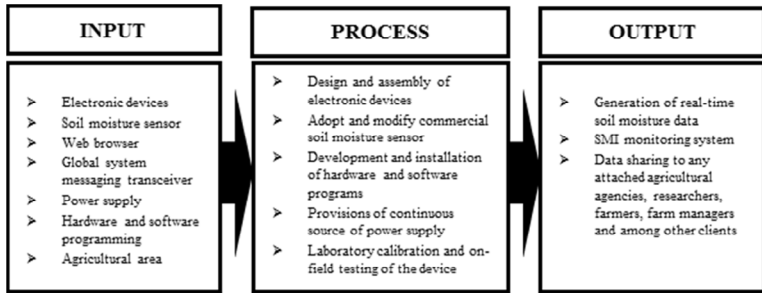 INPUT
➢ Electronic devices
➢ Soil moisture sensor
➢ Web browser
➢ Global system
messaging transceiver
➢ Power supply
➢ Hardware and software
programming
➢ Agricultural area
PROCESS
➢ Design and assembly of
electronic devices
➢ Adopt and modify commercial
soil moisture sensor
➢ Development and installation
of hardware and software
programs
➢ Provisions of continuous
source of power supply
➢ Laboratory calibration and on-
field testing of the device
OUTPUT
➢ Generation of real-time
soil moisture data
➢ SMI monitoring system
➢ Data sharing to any
attached agricultural
agencies, researchers,
farmers, farm managers
and among other clients